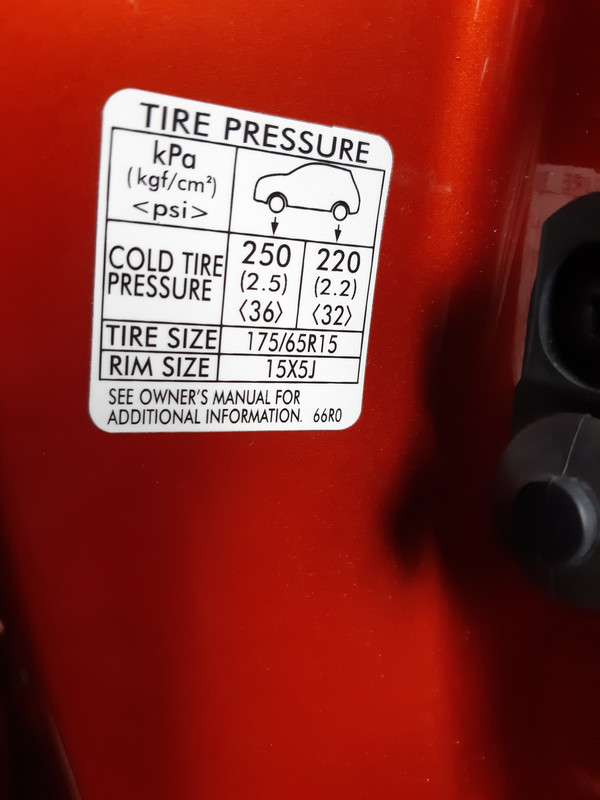 TIRE PRESSURE
kPa
(kgf/cm²)
<psi>
COLD TIRE PRESSURE
250 220
(2.5) (2.2)
〈36〉 〈32〉
TIRE SIZE 175/65R15
RIM SIZE 15X5J
SEE OWNER'S MANUAL FOR
ADDITIONAL INFORMATION. 66R0